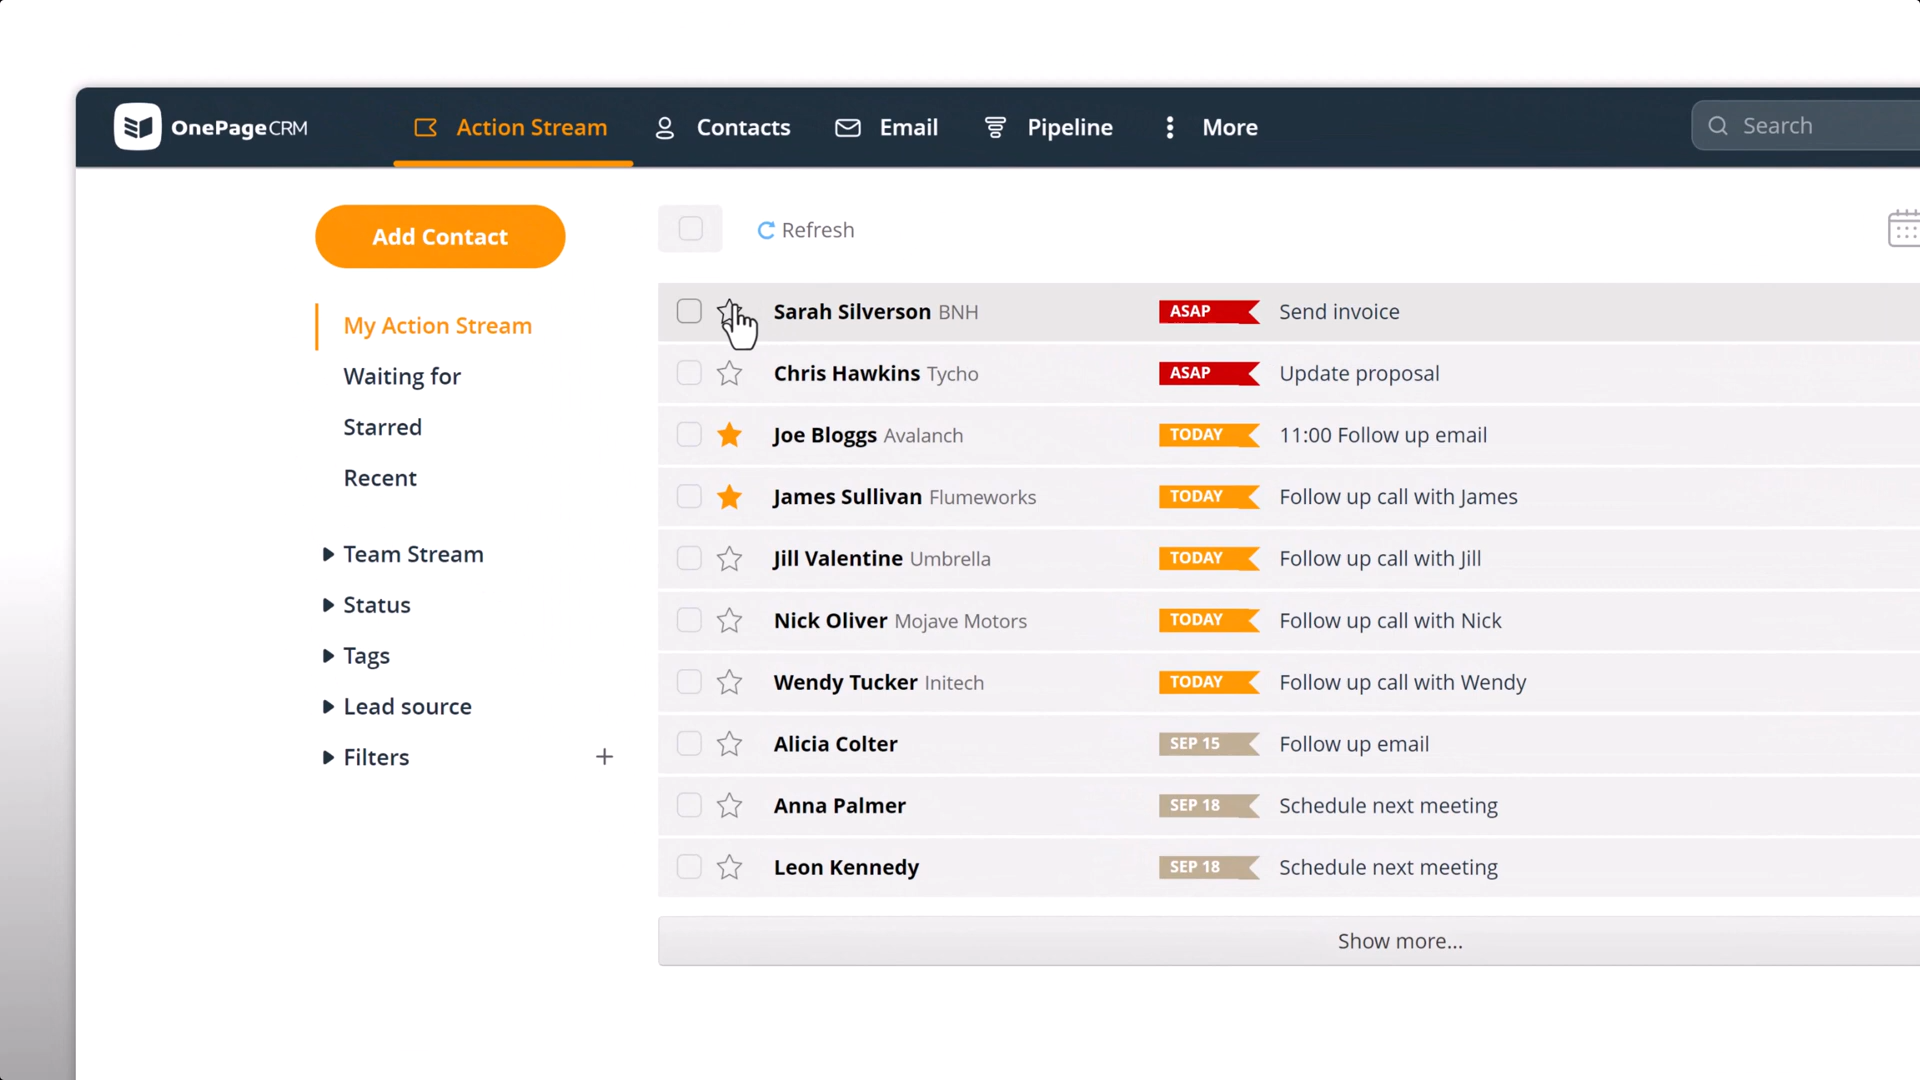 OnePageCRM
Action Stream
Contacts
Email
Pipeline
More
Search
Add Contact
Refresh
My Action Stream
Waiting for
Starred
Recent
Team Stream
Status
Tags
Lead source
Filters +
Sarah Silverson BNH ASAP Send invoice
Chris Hawkins Tycho ASAP Update proposal
Joe Bloggs Avalanch TODAY 11:00 Follow up email
James Sullivan Flumeworks TODAY Follow up call with James
Jill Valentine Umbrella TODAY Follow up call with Jill
Nick Oliver Mojave Motors TODAY Follow up call with Nick
Wendy Tucker Initech TODAY Follow up call with Wendy
Alicia Colter SEP 15 Follow up email
Anna Palmer SEP 18 Schedule next meeting
Leon Kennedy SEP 18 Schedule next meeting
Show more...